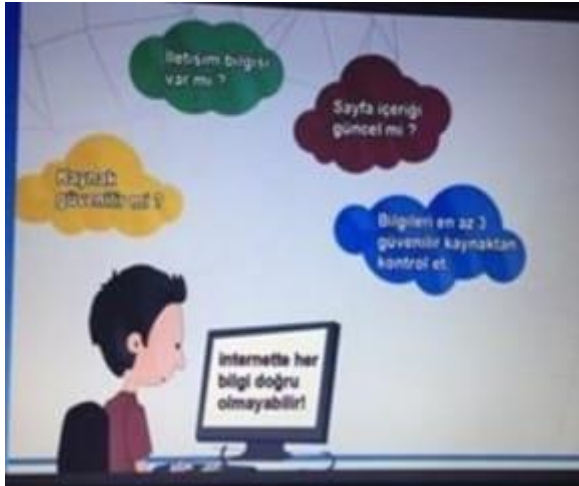 İletişim bilgisi
var mı ?
Sayfa içeriği
güncel mi ?
Kaynak
güvenilir mi ?
Bilgileri en az 3
güvenilir kaynaktan
kontrol et.
internette her
bilgi doğru
olmayabilir!